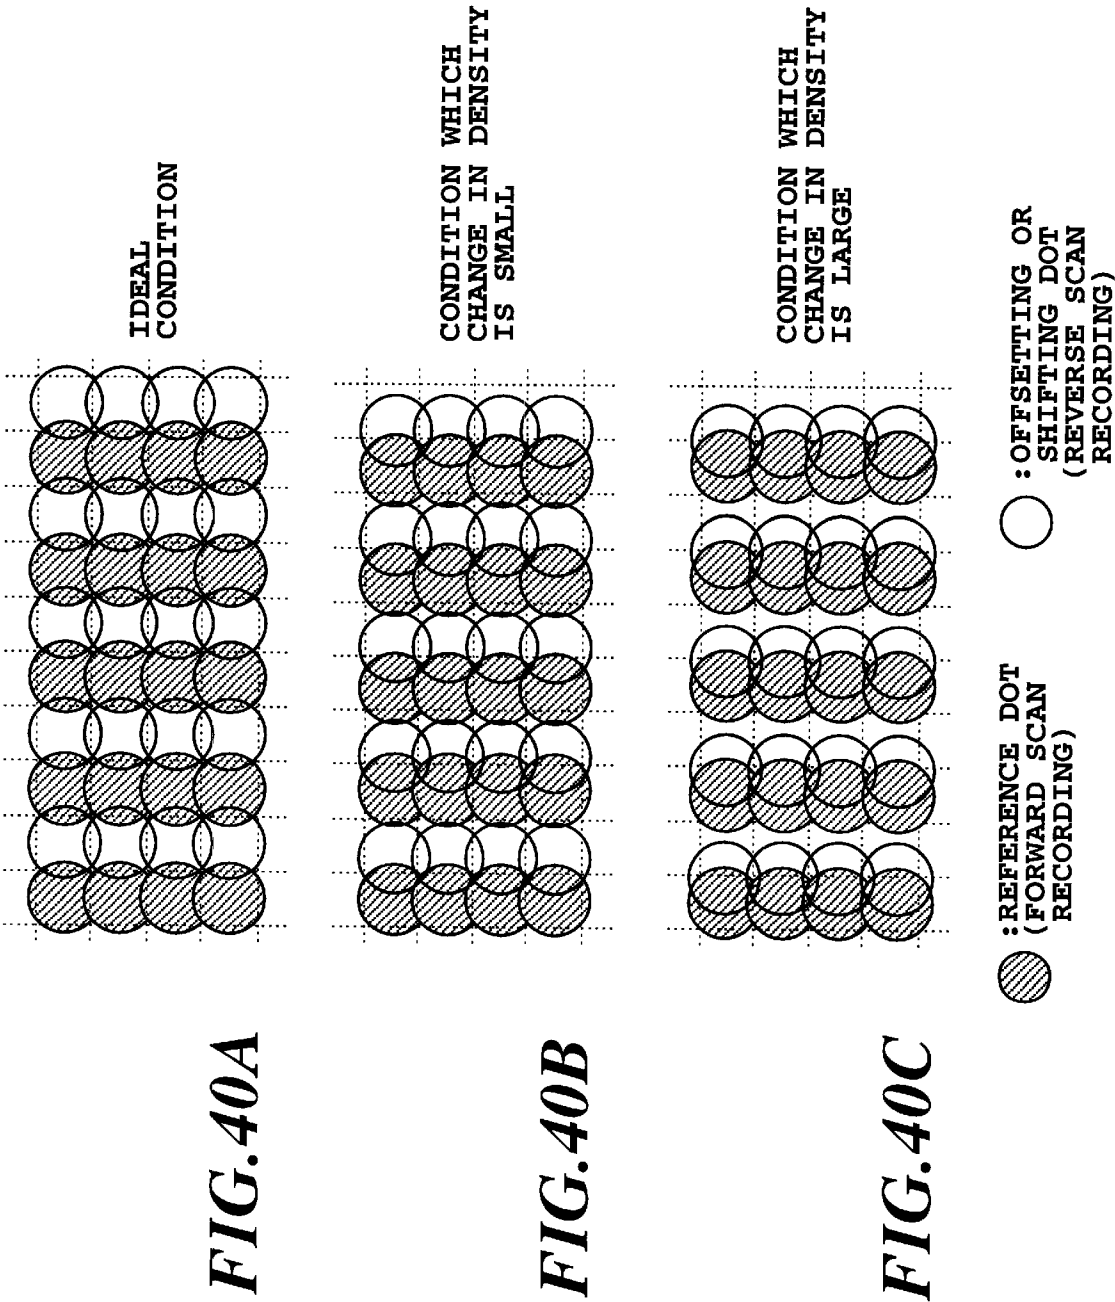 FIG.40A
IDEAL
CONDITION
FIG.40B
CONDITION WHICH
CHANGE IN DENSITY
IS SMALL
FIG.40C
CONDITION WHICH
CHANGE IN DENSITY
IS LARGE
:REFERENCE DOT
(FORWARD SCAN
RECORDING)
:OFFSETTING OR
SHIFTING DOT
(REVERSE SCAN
RECORDING)